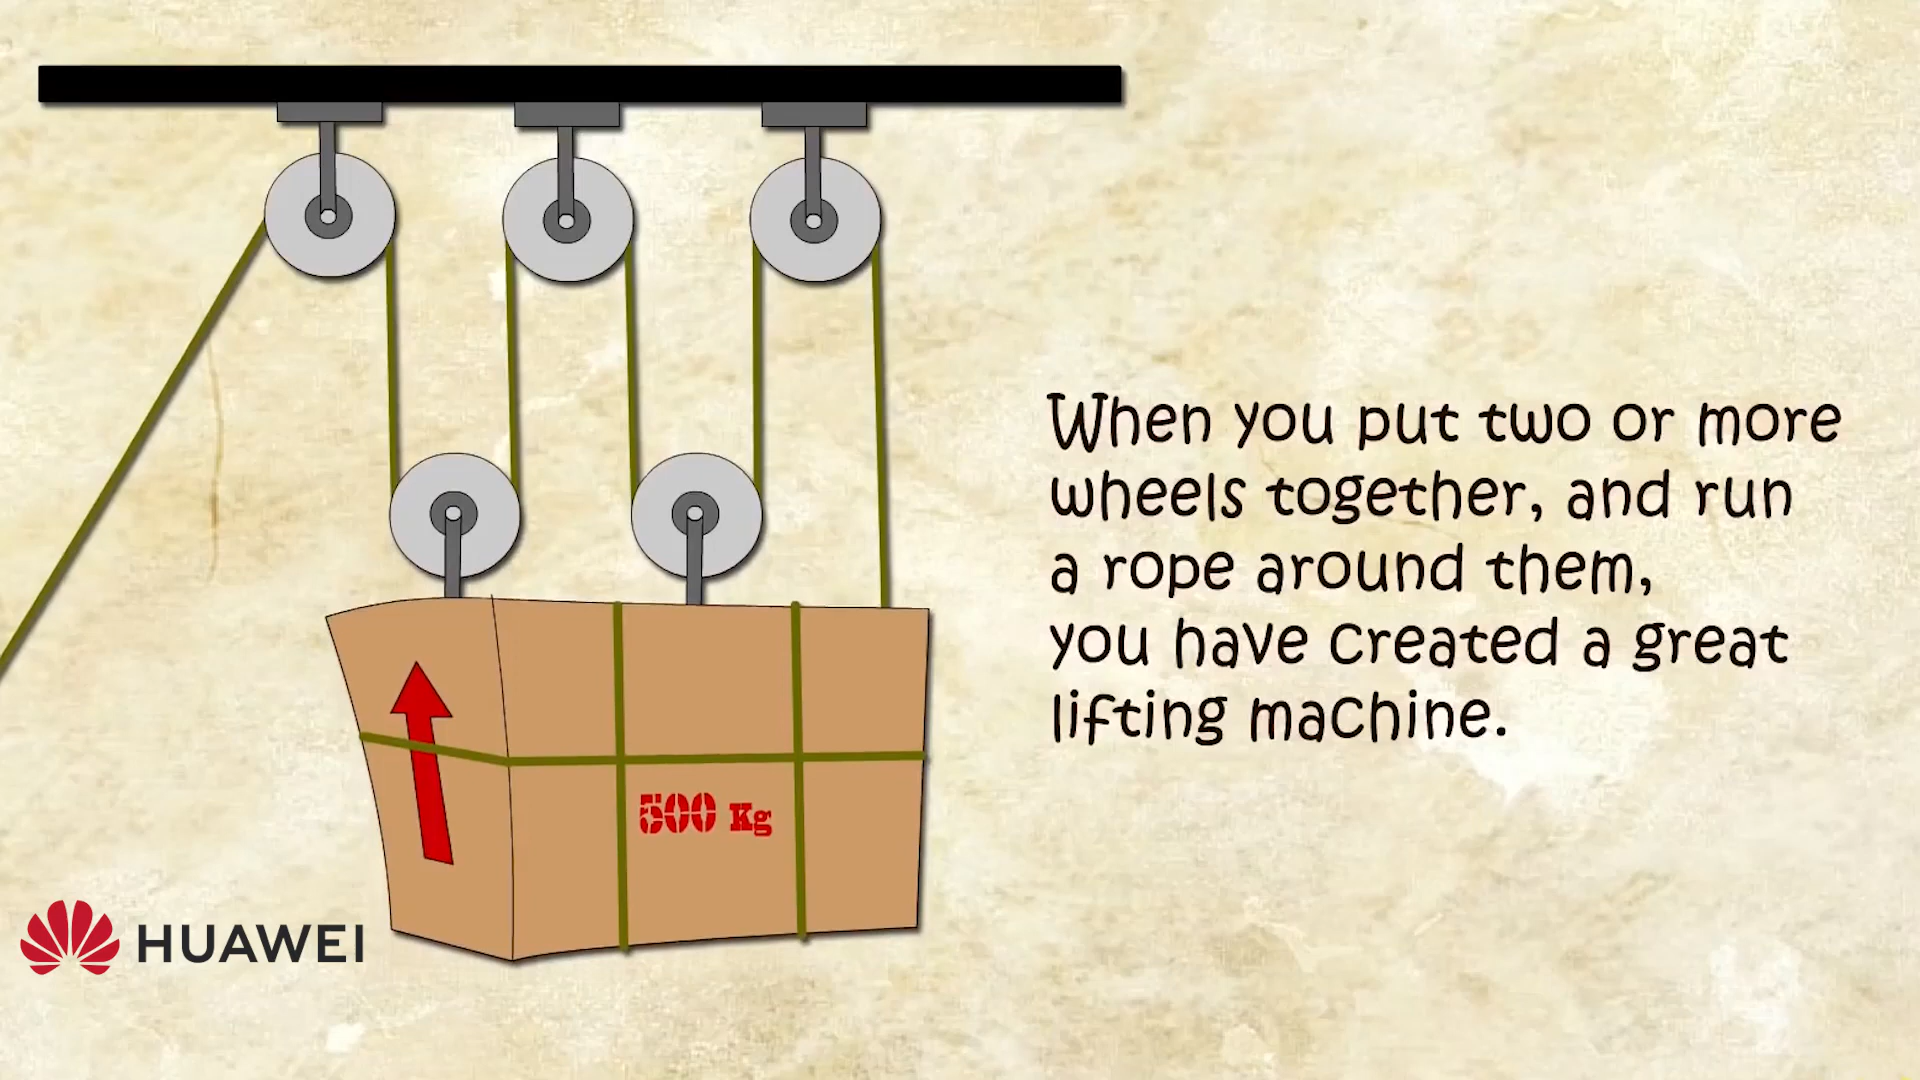 When you put two or more
wheels together, and run
a rope around them,
you have created a great
lifting machine.
500 Kg
HUAWEI